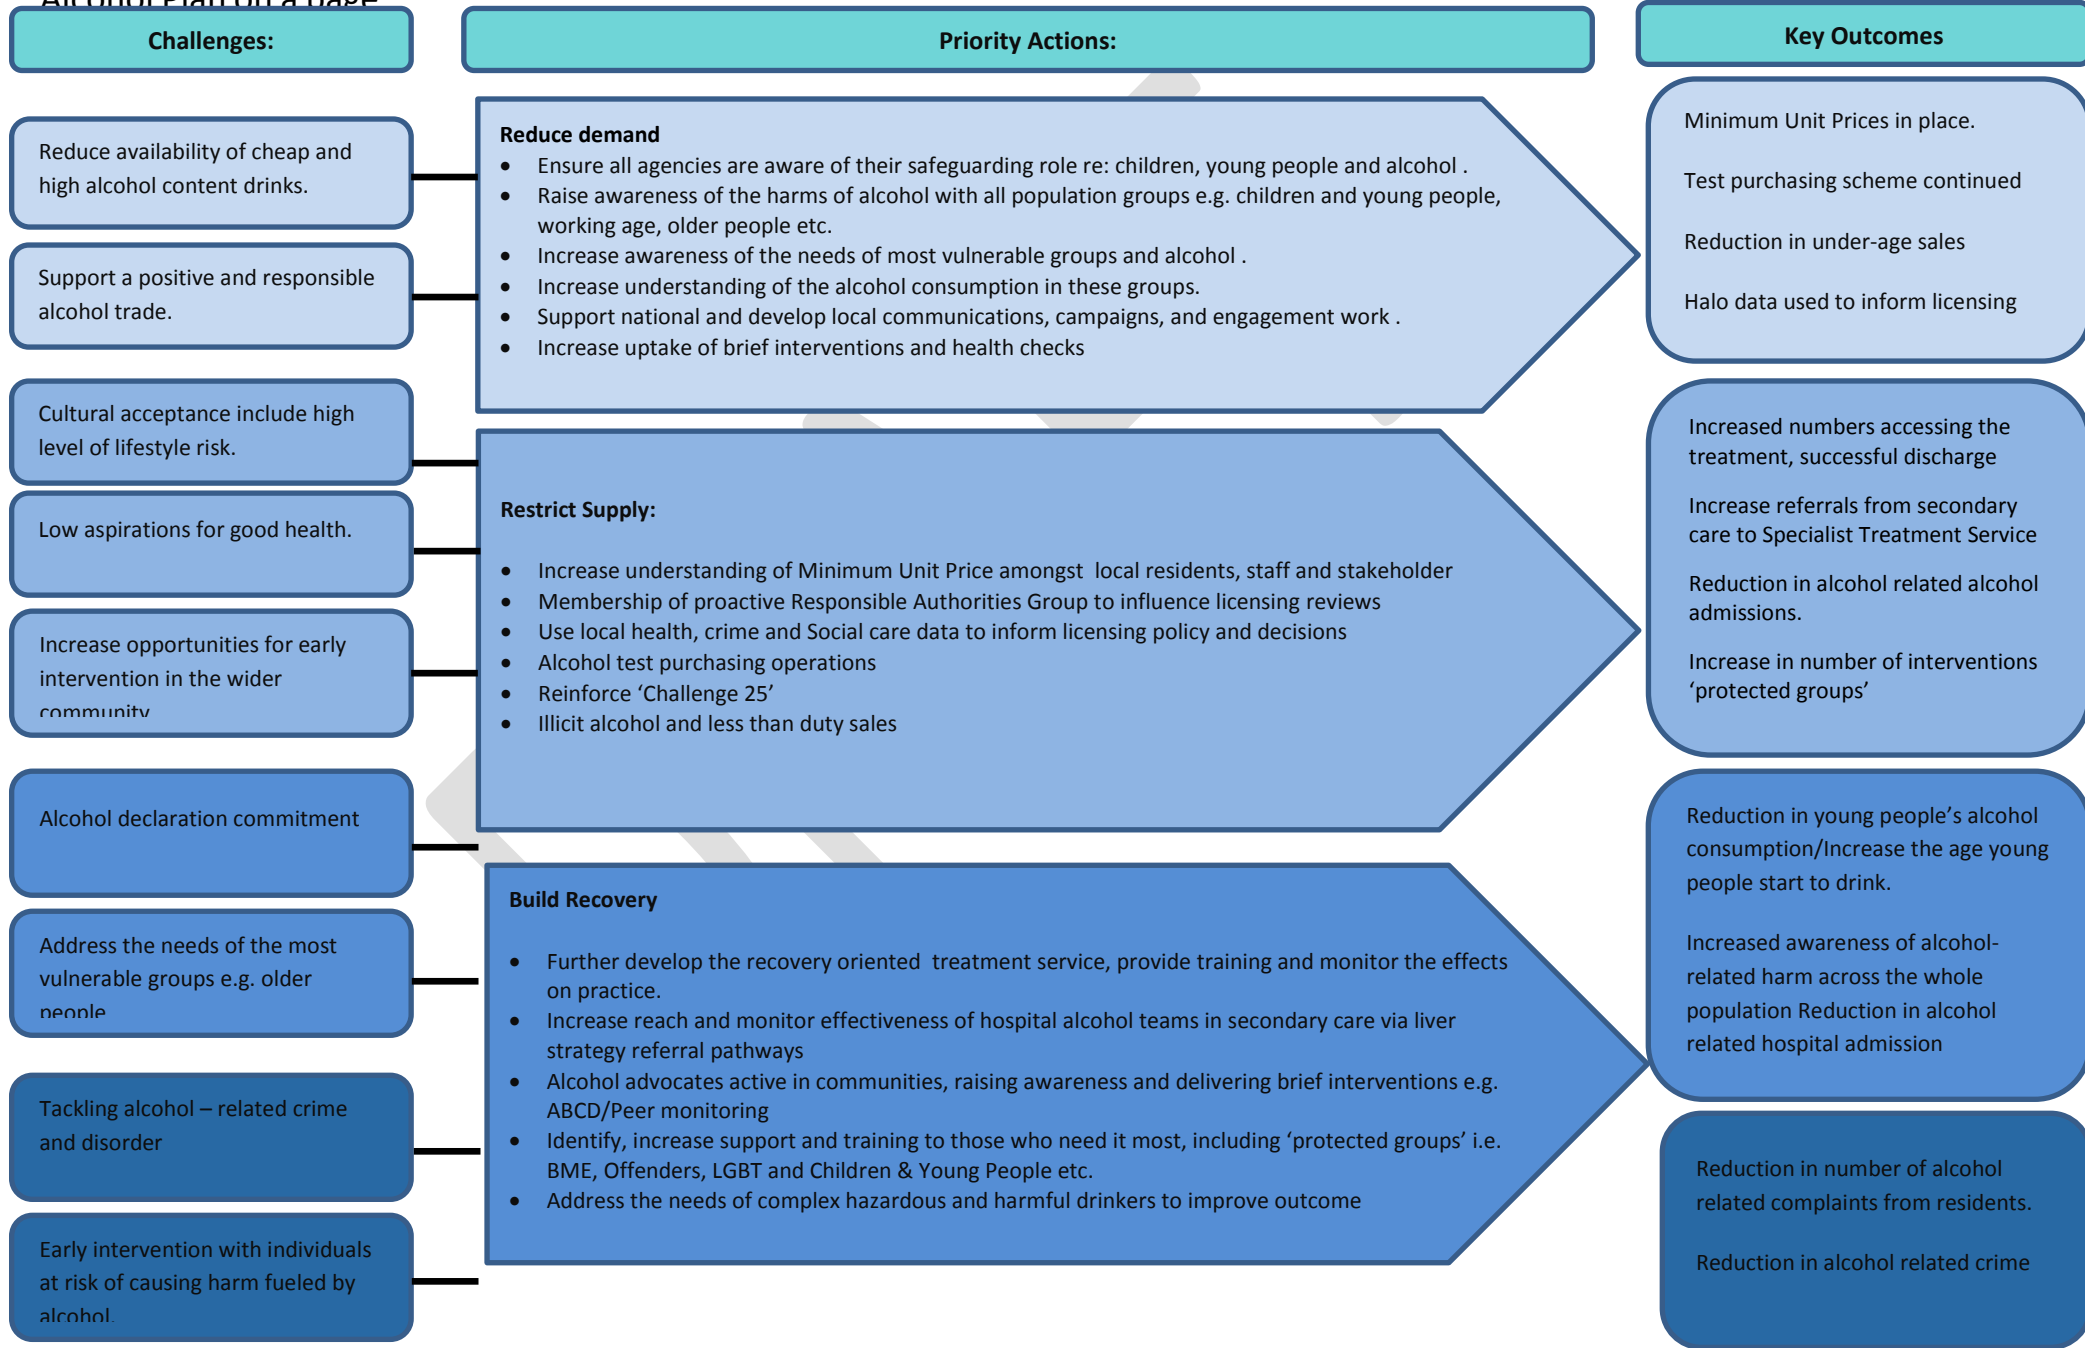 Alcohol Plan on a page
Challenges:
Priority Actions:
Key Outcomes
Reduce availability of cheap and
high alcohol content drinks.
Support a positive and responsible
alcohol trade.
Cultural acceptance include high
level of lifestyle risk.
Low aspirations for good health.
Increase opportunities for early
intervention in the wider
community
Alcohol declaration commitment
Address the needs of the most
vulnerable groups e.g. older
people
Tackling alcohol – related crime
and disorder
Early intervention with individuals
at risk of causing harm fueled by
alcohol.
Reduce demand
• Ensure all agencies are aware of their safeguarding role re: children, young people and alcohol .
• Raise awareness of the harms of alcohol with all population groups e.g. children and young people,
working age, older people etc.
• Increase awareness of the needs of most vulnerable groups and alcohol .
• Increase understanding of the alcohol consumption in these groups.
• Support national and develop local communications, campaigns, and engagement work .
• Increase uptake of brief interventions and health checks
Restrict Supply:
• Increase understanding of Minimum Unit Price amongst local residents, staff and stakeholder
• Membership of proactive Responsible Authorities Group to influence licensing reviews
• Use local health, crime and Social care data to inform licensing policy and decisions
• Alcohol test purchasing operations
• Reinforce ‘Challenge 25’
• Illicit alcohol and less than duty sales
Build Recovery
• Further develop the recovery oriented treatment service, provide training and monitor the effects
on practice.
• Increase reach and monitor effectiveness of hospital alcohol teams in secondary care via liver
strategy referral pathways
• Alcohol advocates active in communities, raising awareness and delivering brief interventions e.g.
ABCD/Peer monitoring
• Identify, increase support and training to those who need it most, including ‘protected groups’ i.e.
BME, Offenders, LGBT and Children & Young People etc.
• Address the needs of complex hazardous and harmful drinkers to improve outcome
Minimum Unit Prices in place.
Test purchasing scheme continued
Reduction in under-age sales
Halo data used to inform licensing
Increased numbers accessing the
treatment, successful discharge
Increase referrals from secondary
care to Specialist Treatment Service
Reduction in alcohol related alcohol
admissions.
Increase in number of interventions
‘protected groups’
Reduction in young people’s alcohol
consumption/Increase the age young
people start to drink.
Increased awareness of alcohol-
related harm across the whole
population Reduction in alcohol
related hospital admission
Reduction in number of alcohol
related complaints from residents.
Reduction in alcohol related crime